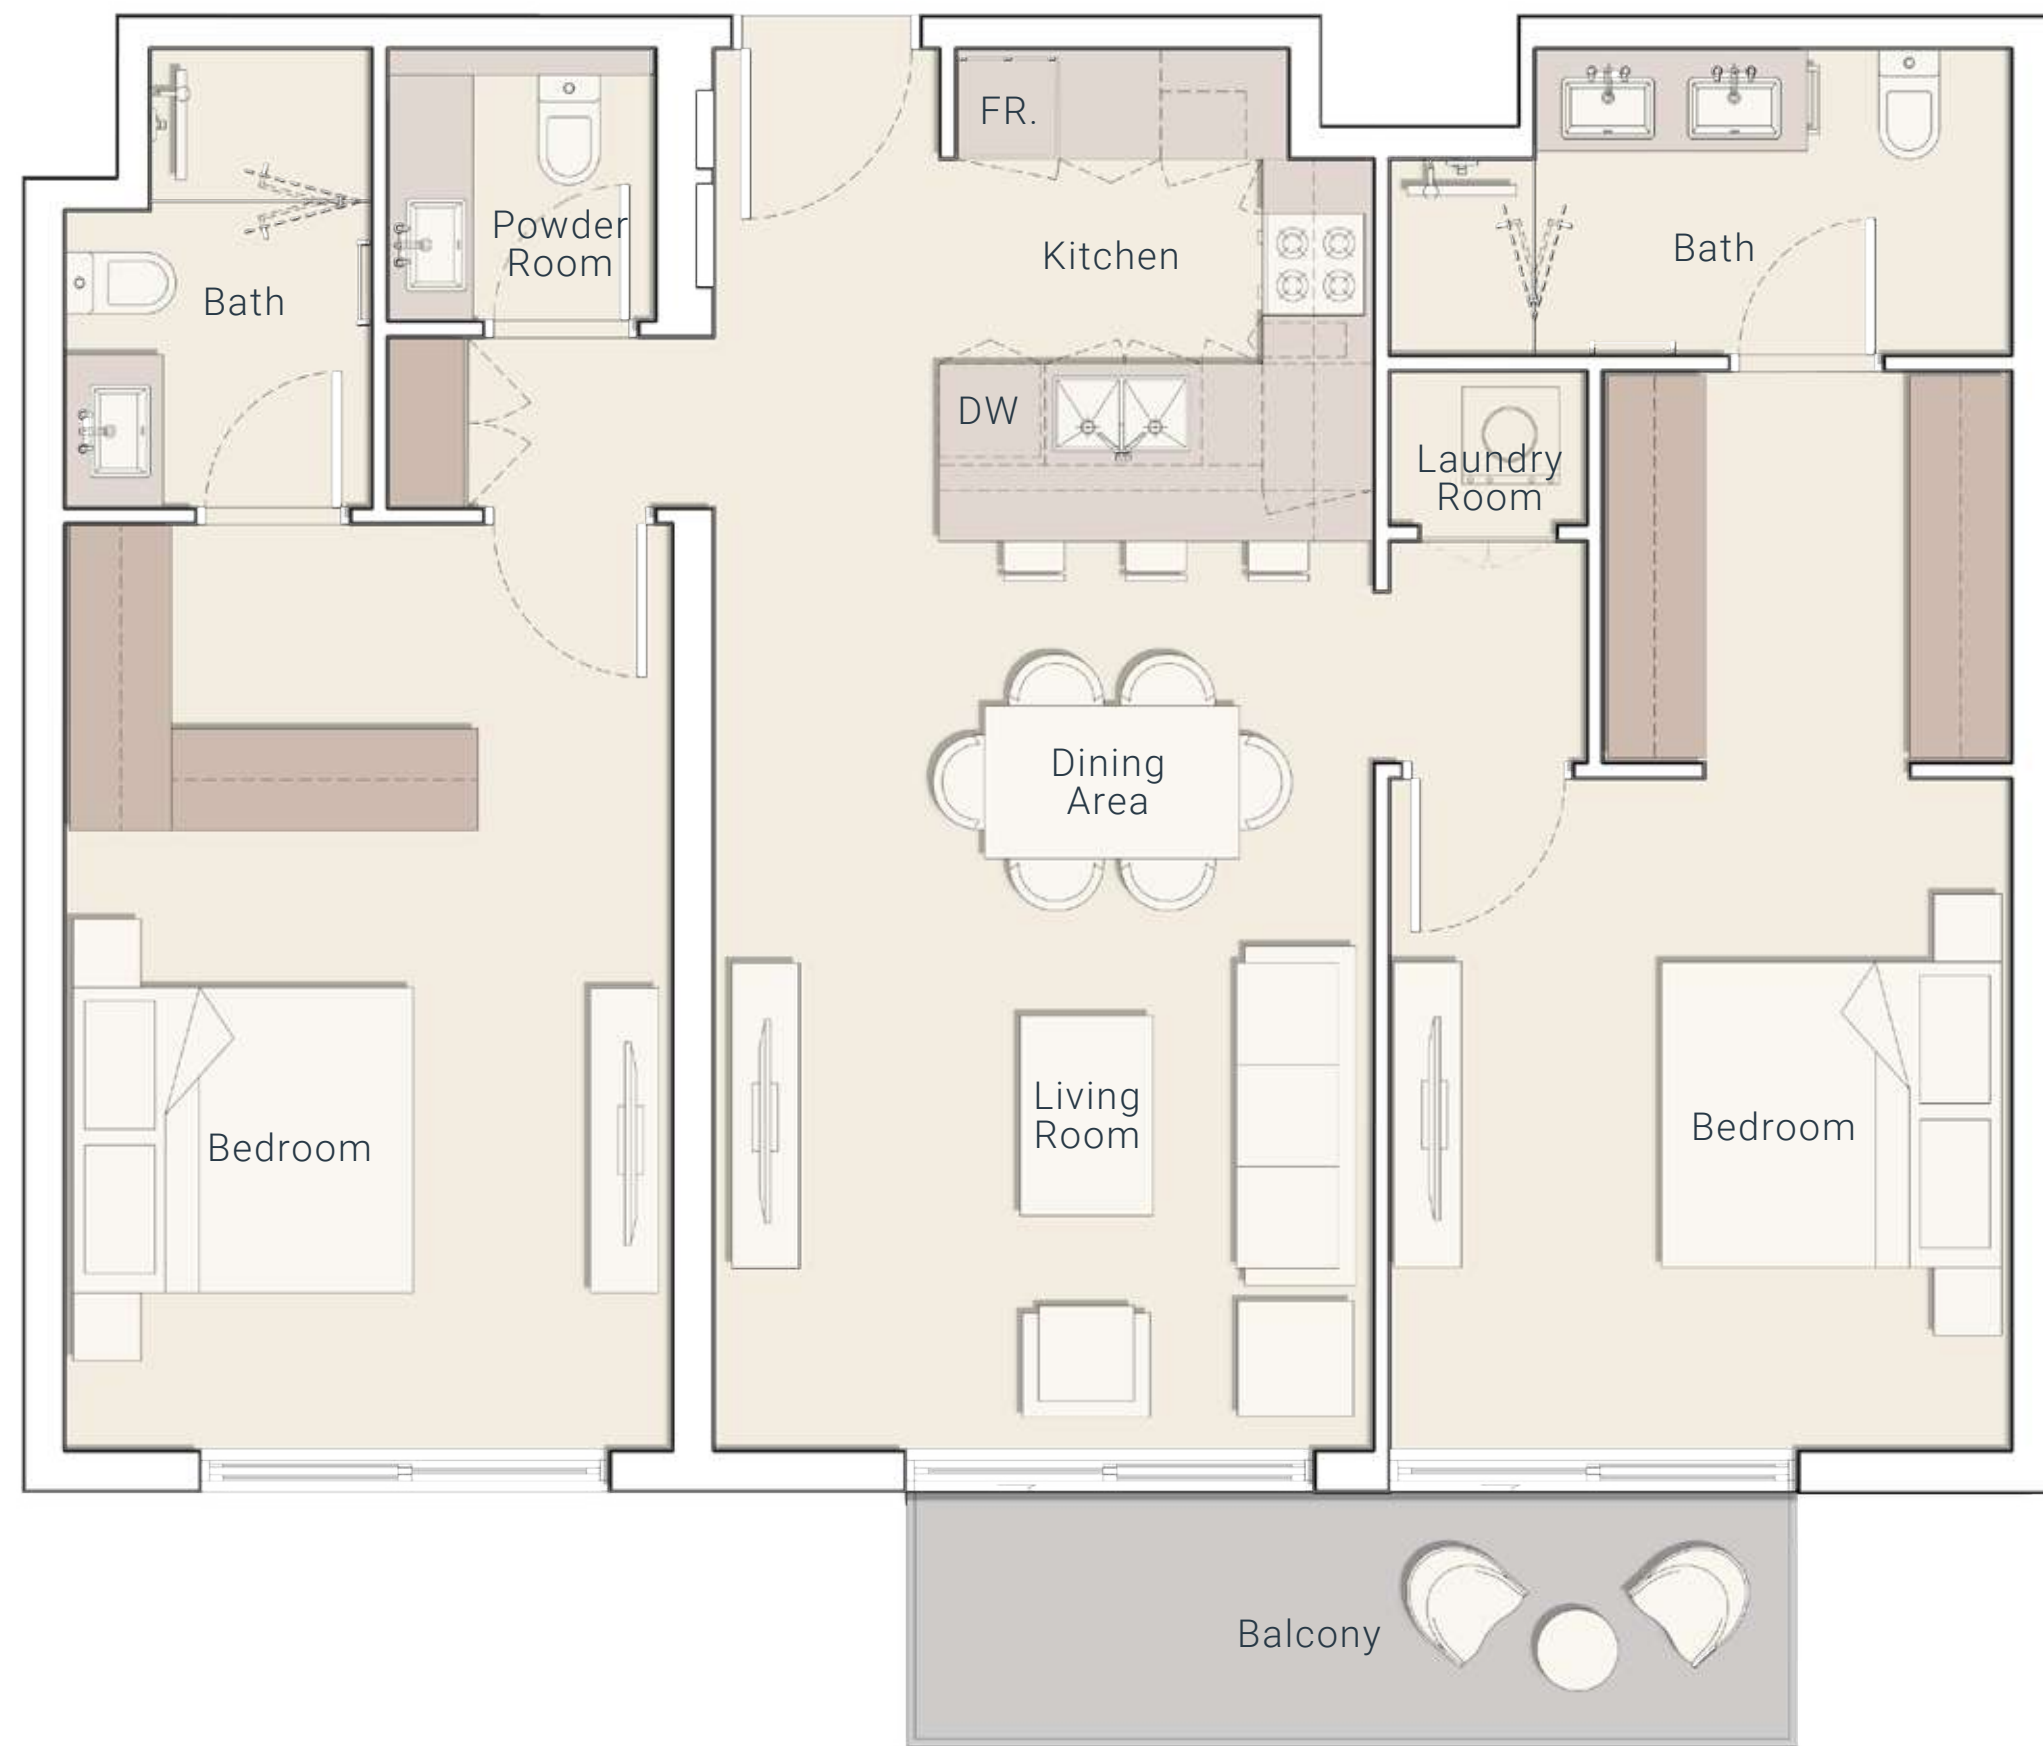 FR.
Powder
Room
Kitchen
Bath
Bath
DW
Laundry
Room
Dining
Area
Living
Room
Bedroom
Bedroom
Balcony